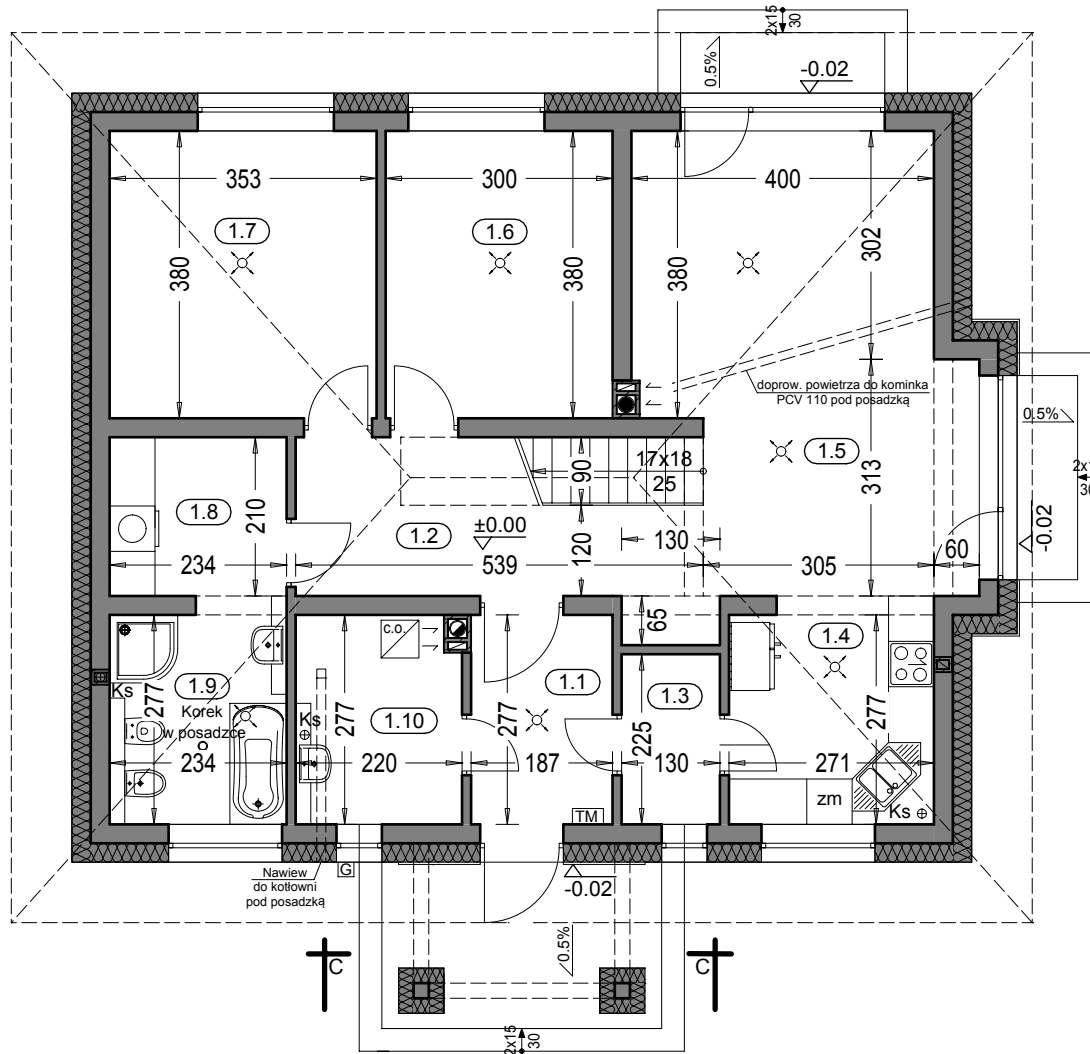 2x15
30
0.5%
-0.02
353
300
400
1.7
1.6
302
380
380
380
doprow. powietrza do kominka
PCV 110 pod posadzką
0.5%
17x18
25
90
1.5
313
2x1
30
1.8
210
1.2
±0.00
120
130
-0.02
234
539
305
60
65
c.o.
1.4
1.1
1.9
Ks
1.3
Korek
w posadzce
1.10
Ks
277
277
277
225
277
234
220
187
130
271
zm
TM
Ks
Nawiew
do kotłowni
pod posadzką
G
-0.02
0.5%
C
C
2x15
30